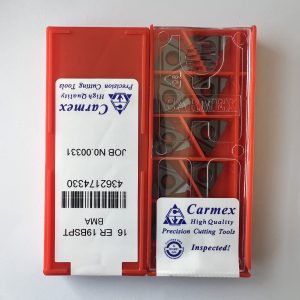 Carmex
High Quality
Precision Cutting Tools
JOB NO.00331
4362174330
BMA
16 ER 19BSPT
CARMEX
Carmex
High Quality
Precision Cutting Tools
Inspected!